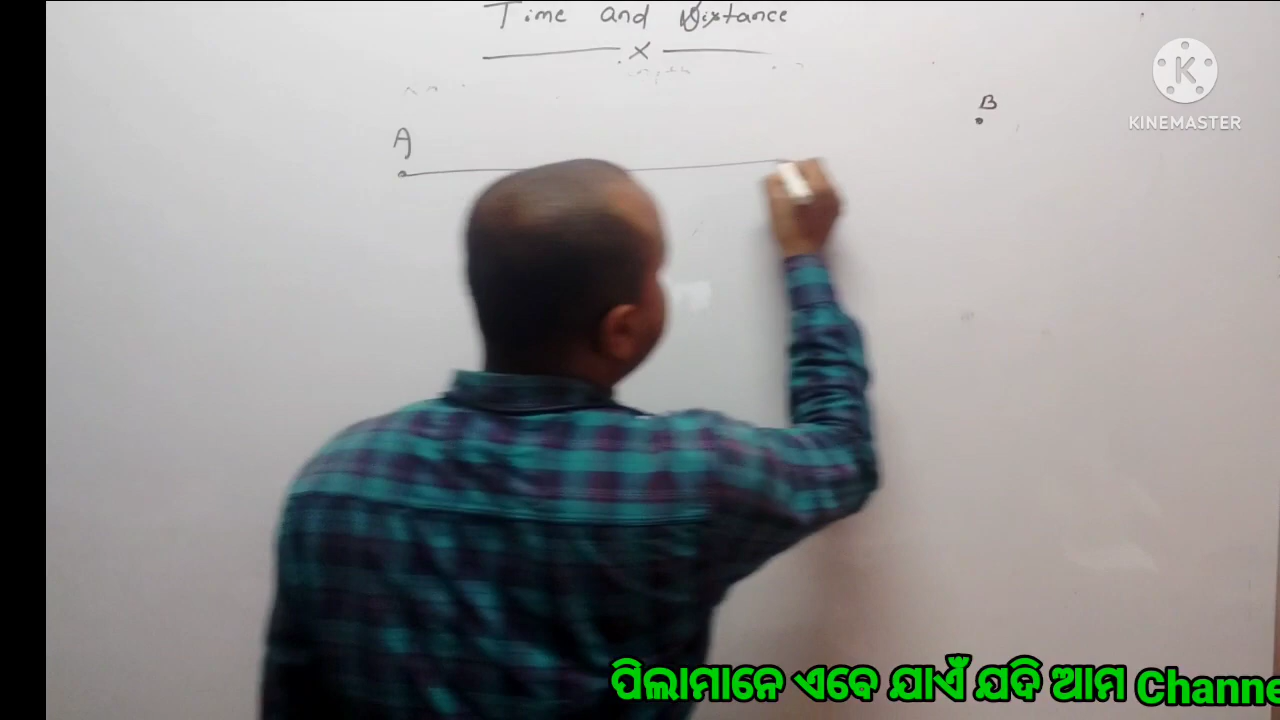 Time and Distance
x
B
KINEMASTER
A
ପିଲାମାନେ ଏବେ ଯାଏଁ ଯଦି ଆମ Channe